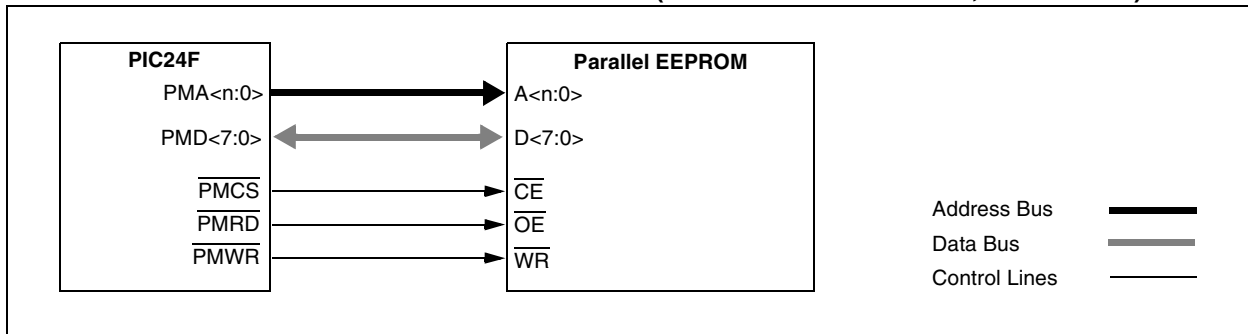 PIC24F
PMA<n:0>
PMD<7:0>
PMCS
PMRD
PMWR
Parallel EEPROM
A<n:0>
D<7:0>
CE
OE
WR
Address Bus
Data Bus
Control Lines